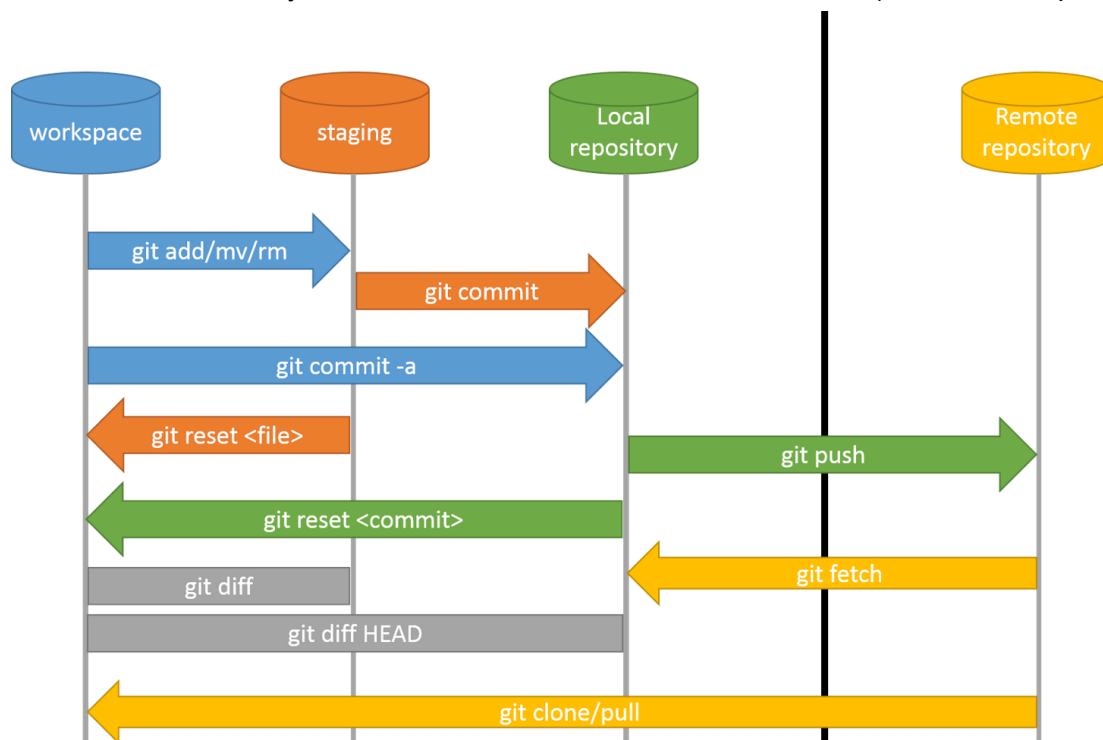 workspace
staging
Local
repository
Remote
repository
git add/mv/rm
git commit
git commit -a
git reset <file>
git push
git reset <commit>
git fetch
git diff
git diff HEAD
git clone/pull